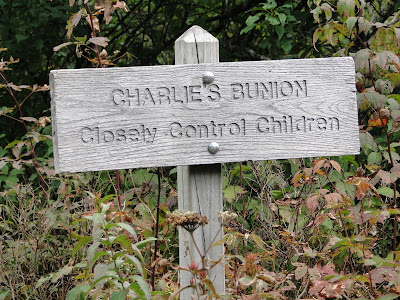 CHARLIE'S BUNION
Closely Control Children